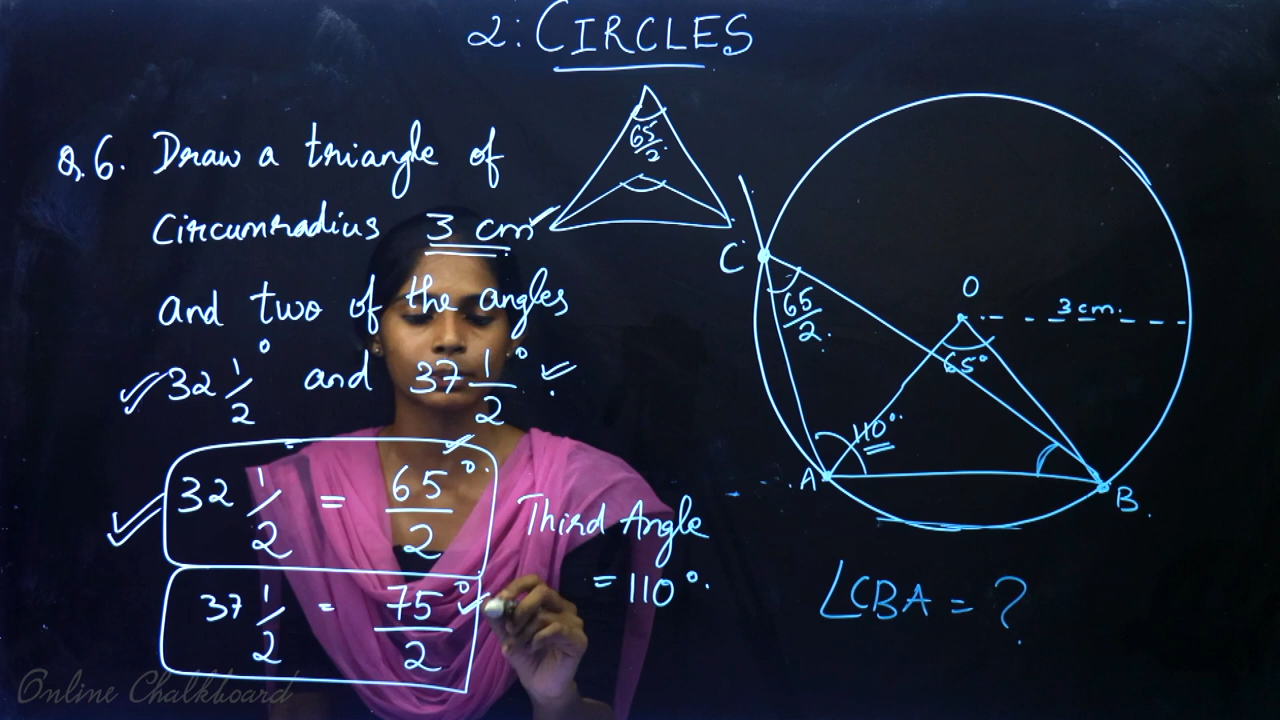 2: CIRCLES
Q.6. Draw a triangle of
circumradius 3 cm
and two of the angles
32 1/2° and 37 1/2°.
32 1/2 = 65°/2
37 1/2 = 75°/2
Third Angle
= 110°.
65/2
C
65/2.
O
3 cm.
65°
110°.
A
B.
∠CBA = ?
Online Chalkboard